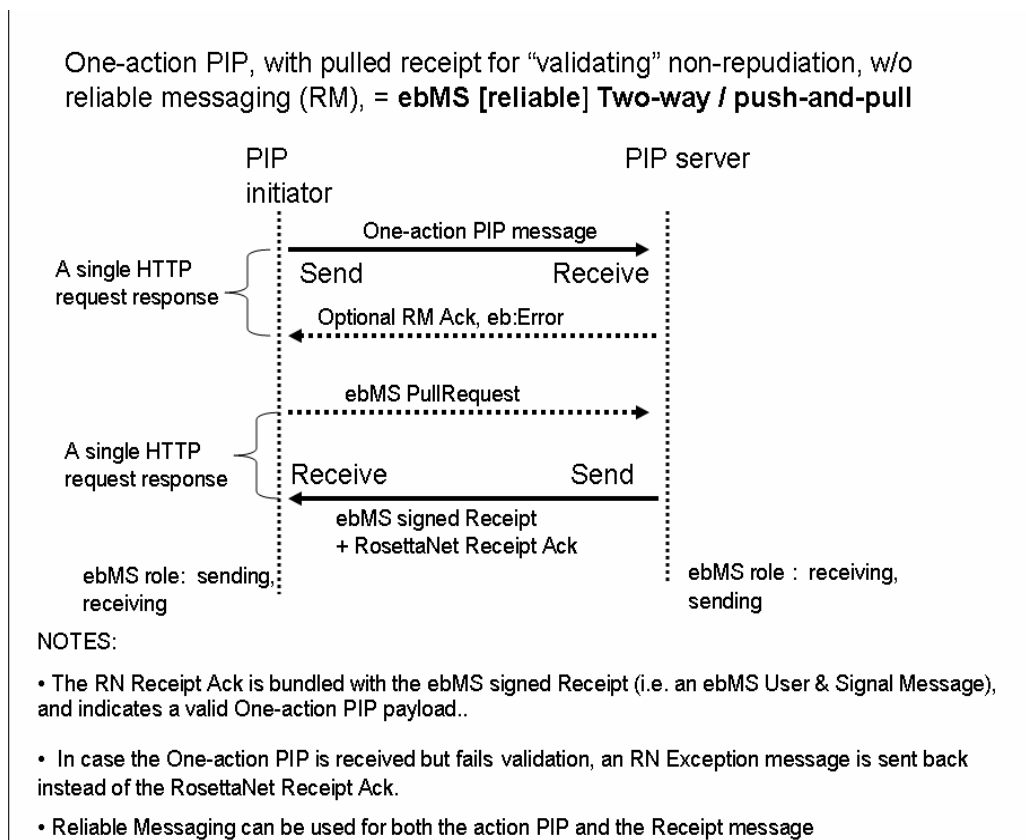 One-action PIP, with pulled receipt for “validating” non-repudiation, w/o
reliable messaging (RM), = ebMS [reliable] Two-way / push-and-pull
PIP
initiator
PIP server
One-action PIP message
A single HTTP
request response
Send
Receive
Optional RM Ack, eb:Error
ebMS PullRequest
A single HTTP
request response
Receive
Send
ebMS signed Receipt
+ RosettaNet Receipt Ack
ebMS role: sending,
receiving
ebMS role : receiving,
sending
NOTES:
• The RN Receipt Ack is bundled with the ebMS signed Receipt (i.e. an ebMS User & Signal Message),
and indicates a valid One-action PIP payload..
• In case the One-action PIP is received but fails validation, an RN Exception message is sent back
instead of the RosettaNet Receipt Ack.
• Reliable Messaging can be used for both the action PIP and the Receipt message